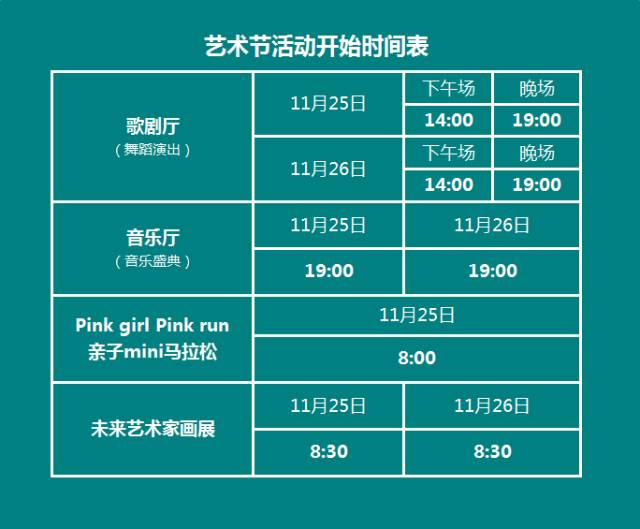 艺术节活动开始时间表
歌剧厅
（舞蹈演出）
11月25日
下午场 晚场
14:00 19:00
11月26日
下午场 晚场
14:00 19:00
音乐厅
（音乐盛典）
11月25日 11月26日
19:00 19:00
Pink girl Pink run
亲子mini马拉松
11月25日
8:00
未来艺术家画展
11月25日 11月26日
8:30 8:30